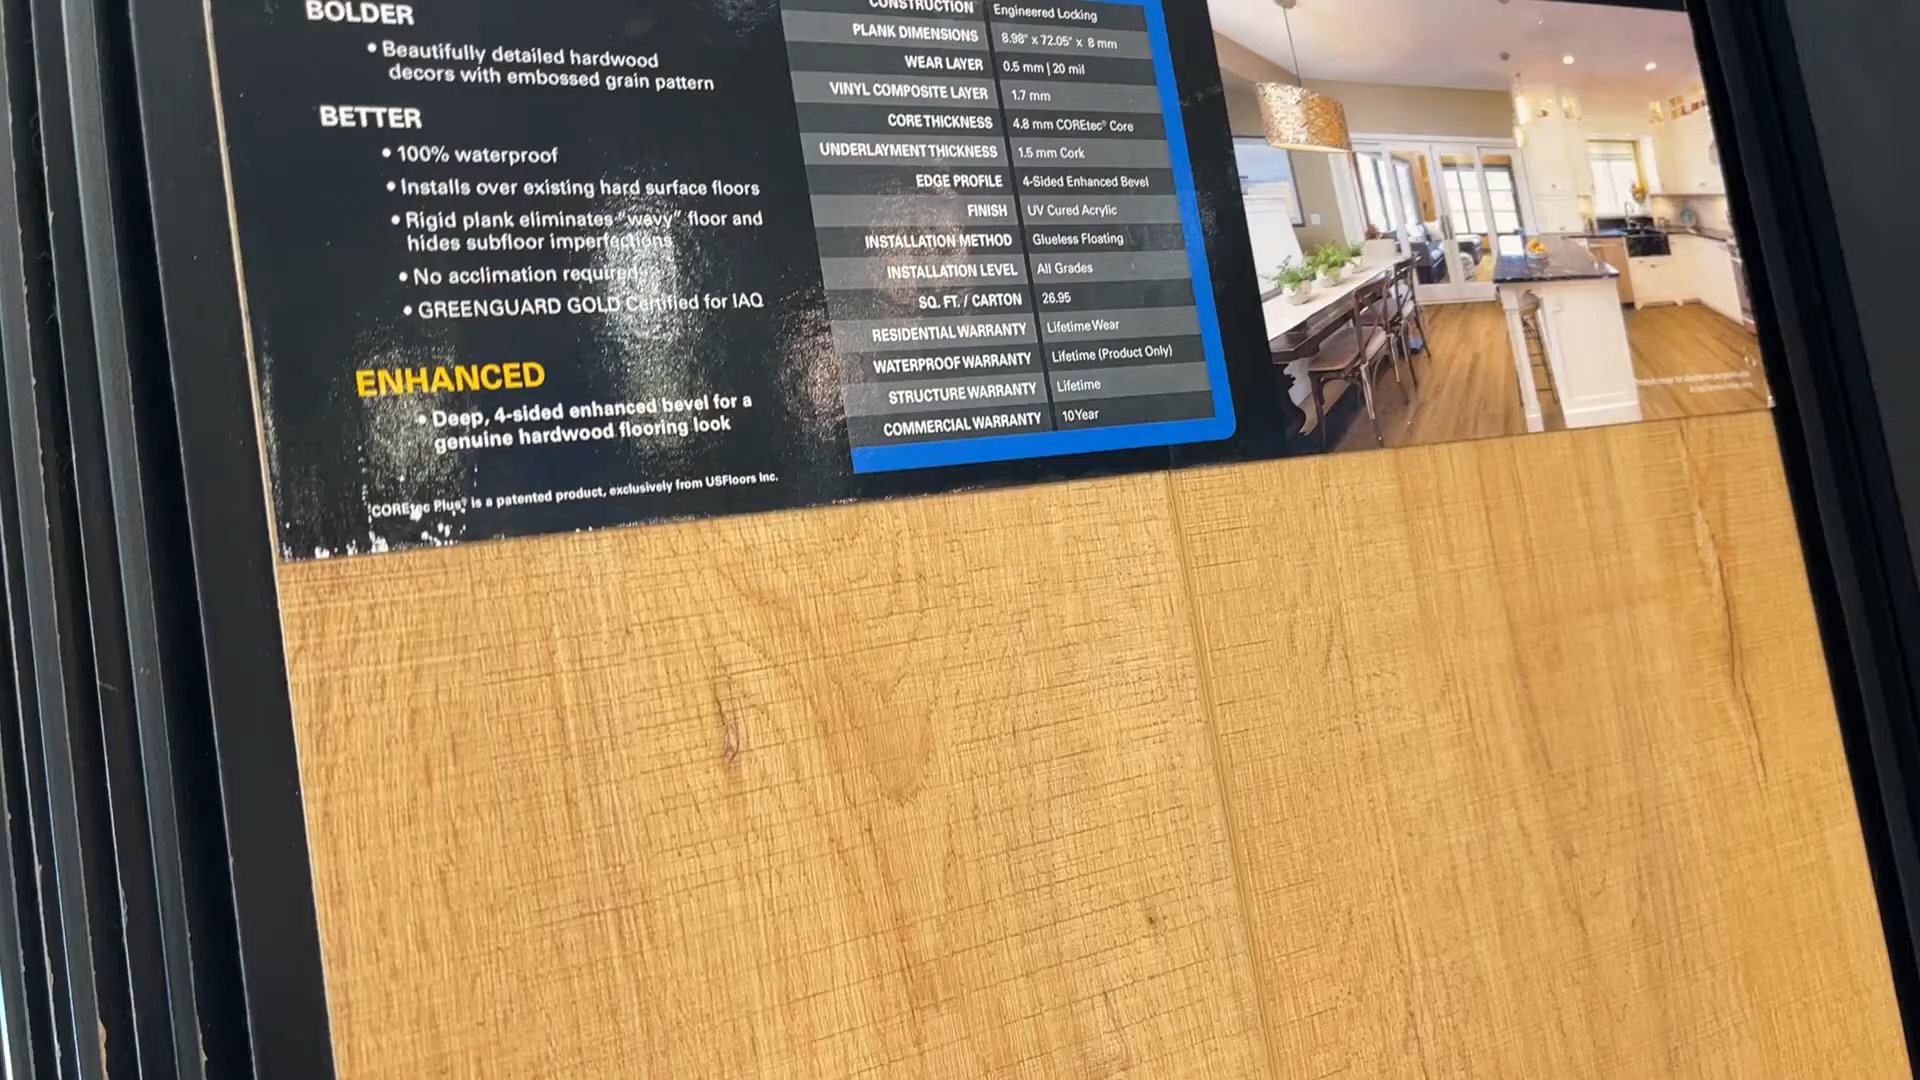 BOLDER
• Beautifully detailed hardwood
decors with embossed grain pattern
BETTER
• 100% waterproof
• Installs over existing hard surface floors
• Rigid plank eliminates "wavy" floor and
hides subfloor imperfections
• No acclimation required
• GREENGUARD GOLD Certified for IAQ
ENHANCED
• Deep, 4-sided enhanced bevel for a
genuine hardwood flooring look
COREtec Plus® is a patented product, exclusively from USFloors Inc.
CONSTRUCTION Engineered Locking
PLANK DIMENSIONS 8.98" x 72.05" x 8 mm
WEAR LAYER 0.5 mm | 20 mil
VINYL COMPOSITE LAYER 1.7 mm
CORE THICKNESS 4.8 mm COREtec® Core
UNDERLAYMENT THICKNESS 1.5 mm Cork
EDGE PROFILE 4-Sided Enhanced Bevel
FINISH UV Cured Acrylic
INSTALLATION METHOD Glueless Floating
INSTALLATION LEVEL All Grades
SQ. FT. / CARTON 26.95
RESIDENTIAL WARRANTY Lifetime Wear
WATERPROOF WARRANTY Lifetime (Product Only)
STRUCTURE WARRANTY Lifetime
COMMERCIAL WARRANTY 10 Year